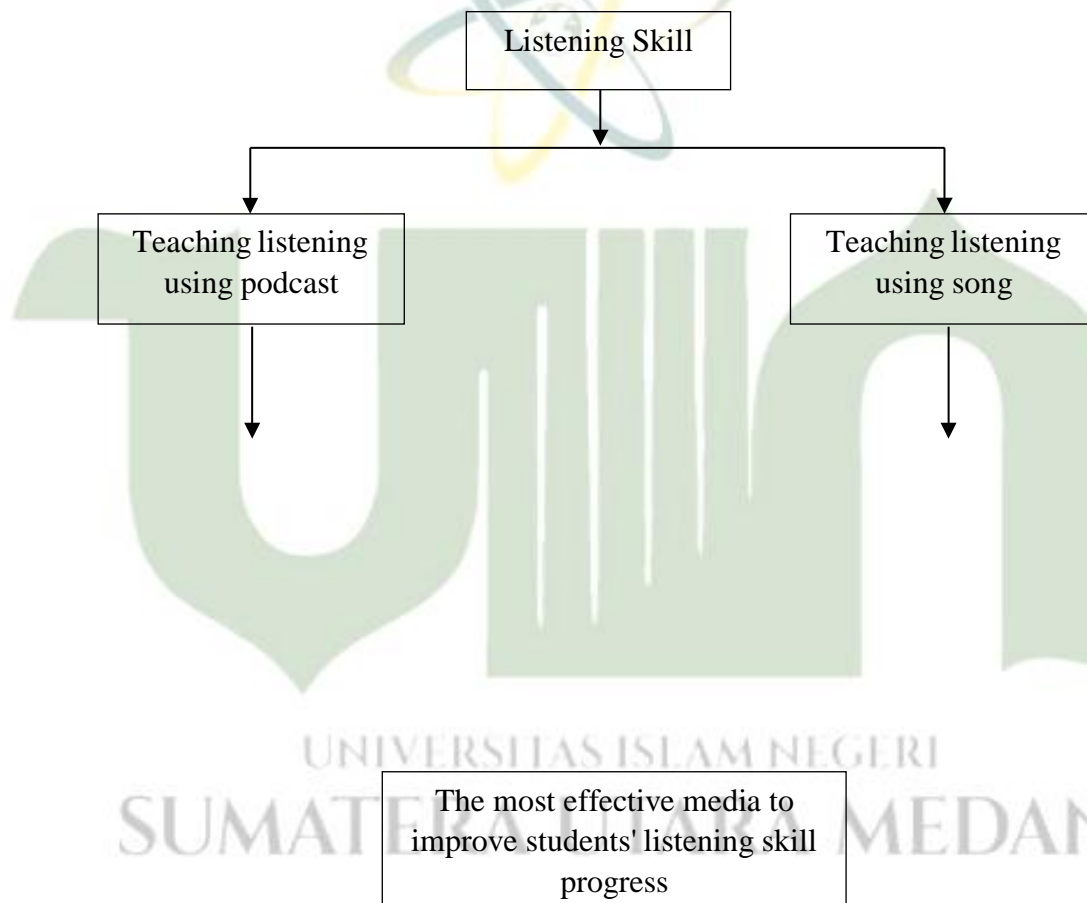 Listening Skill
Teaching listening
using podcast
Teaching listening
using song
UNIVERSITAS ISLAM NEGERI
SUMATERA UTARA MEDAN
The most effective media to
improve students' listening skill
progress